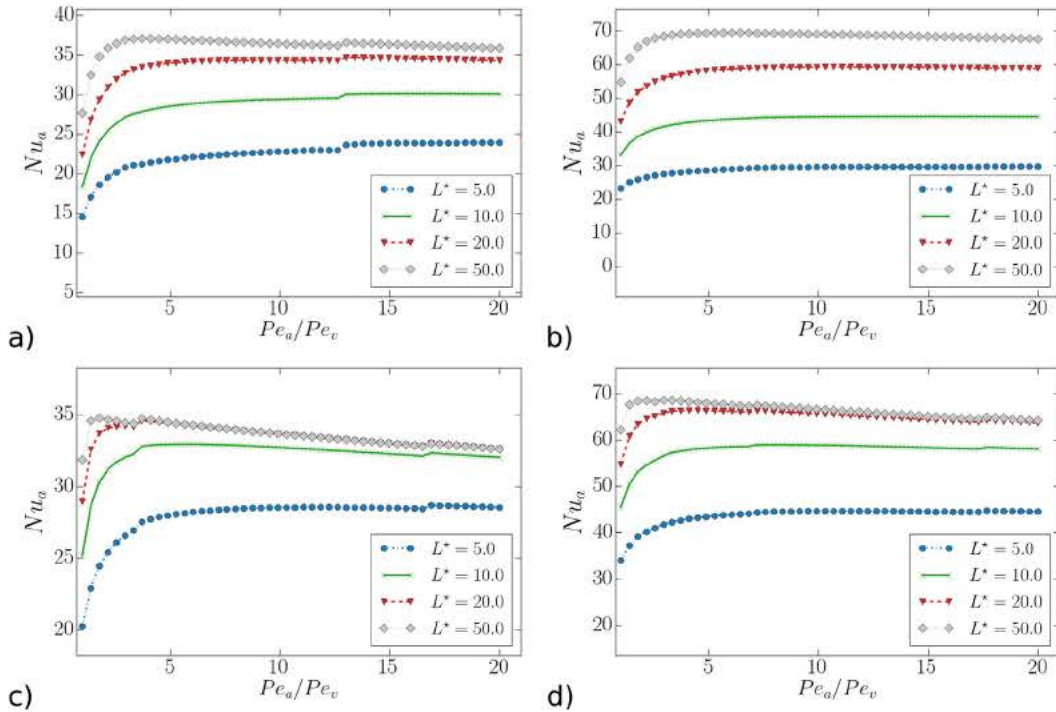 40
35
30
25
20
15
10
5
Nu_a
5 10 15 20
Pe_a/Pe_v
L* = 5.0
L* = 10.0
L* = 20.0
L* = 50.0
a)
70
60
50
40
30
20
10
0
Nu_a
5 10 15 20
Pe_a/Pe_v
L* = 5.0
L* = 10.0
L* = 20.0
L* = 50.0
b)
35
30
25
20
Nu_a
5 10 15 20
Pe_a/Pe_v
L* = 5.0
L* = 10.0
L* = 20.0
L* = 50.0
c)
70
60
50
40
30
20
Nu_a
5 10 15 20
Pe_a/Pe_v
L* = 5.0
L* = 10.0
L* = 20.0
L* = 50.0
d)